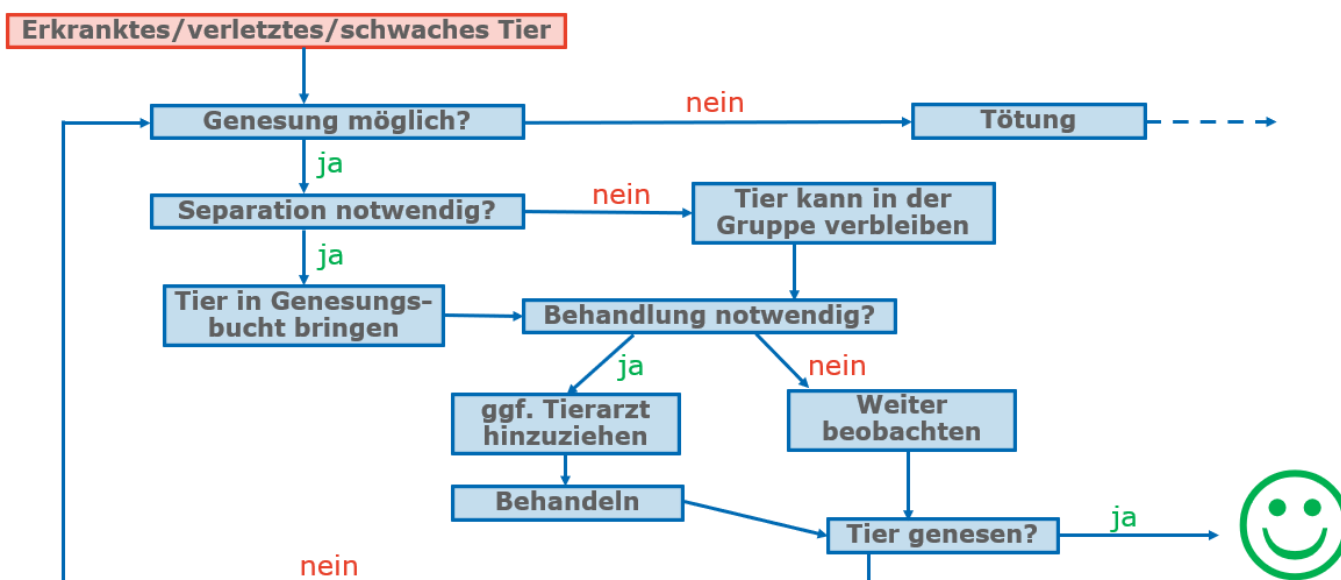 Erkranktes/verletztes/schwaches Tier
Genesung möglich?
nein
Tötung
ja
Separation notwendig?
nein
Tier kann in der
Gruppe verbleiben
ja
Tier in Genesungs-
bucht bringen
Behandlung notwendig?
ja
nein
ggf. Tierarzt
hinzuziehen
Weiter
beobachten
Behandeln
Tier genesen?
ja
nein